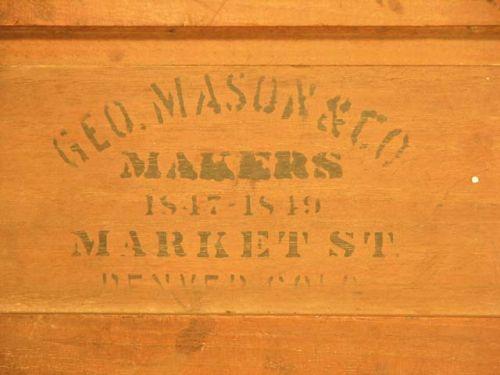 GEO. MASON & CO
MAKERS
1847-1849
MARKET ST.
DENVER COLO